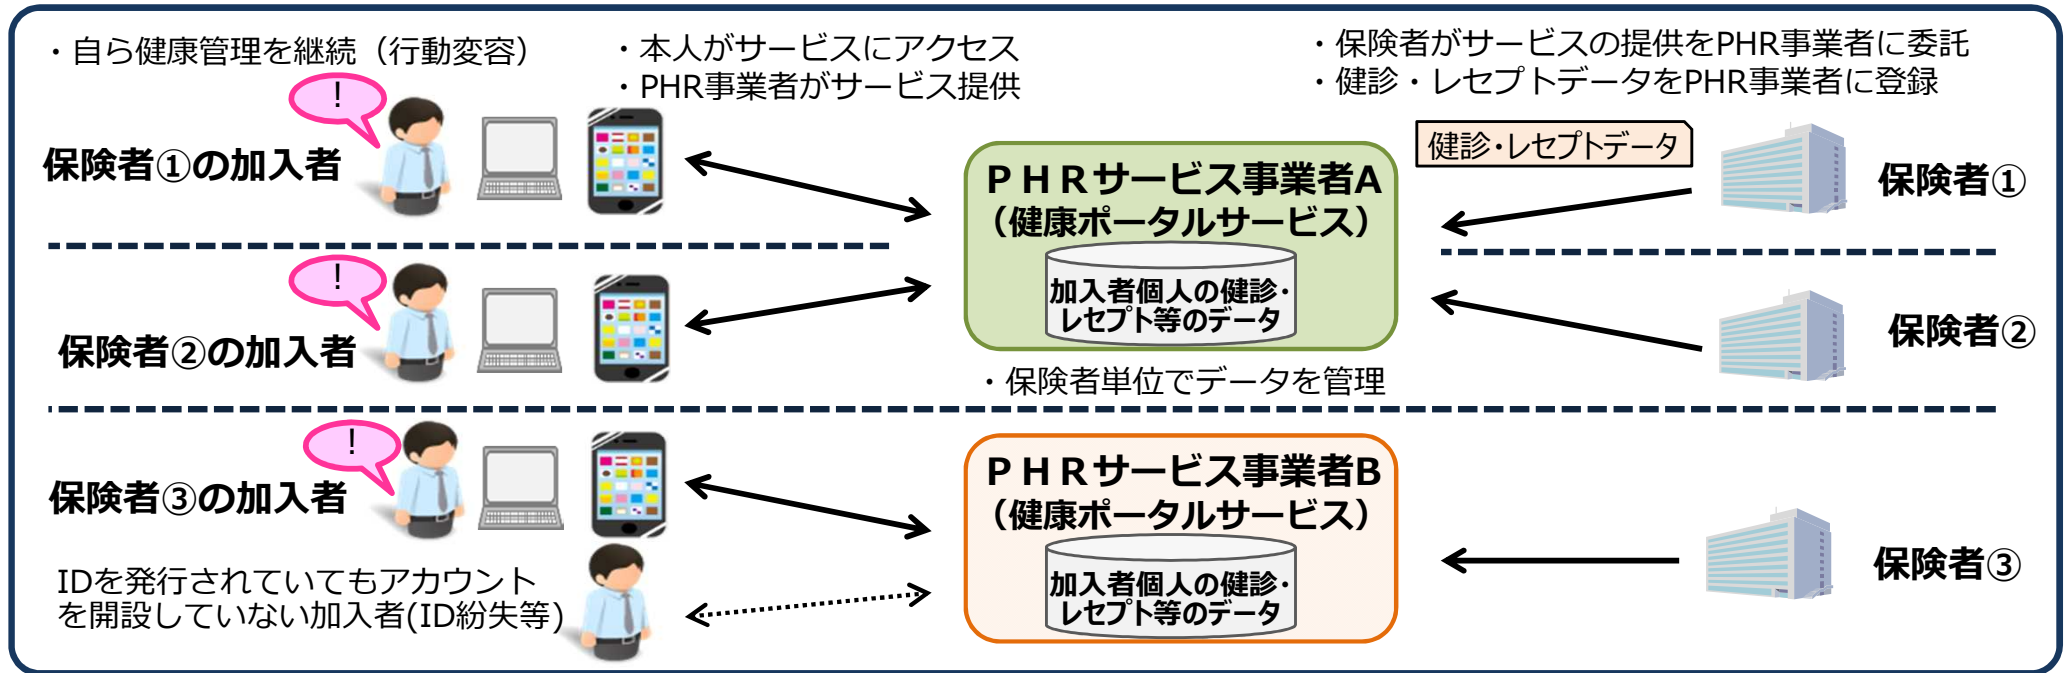 ・自ら健康管理を継続（行動変容）
・本人がサービスにアクセス
・PHR事業者がサービス提供
・保険者がサービスの提供をPHR事業者に委託
・健診・レセプトデータをPHR事業者に登録
！
保険者①の加入者
ＰＨＲサービス事業者A
（健康ポータルサービス）
加入者個人の健診・
レセプト等のデータ
健診・レセプトデータ
保険者①
！
保険者②の加入者
・保険者単位でデータを管理
保険者②
！
保険者③の加入者
IDを発行されていてもアカウント
を開設していない加入者(ID紛失等)
ＰＨＲサービス事業者B
（健康ポータルサービス）
加入者個人の健診・
レセプト等のデータ
保険者③